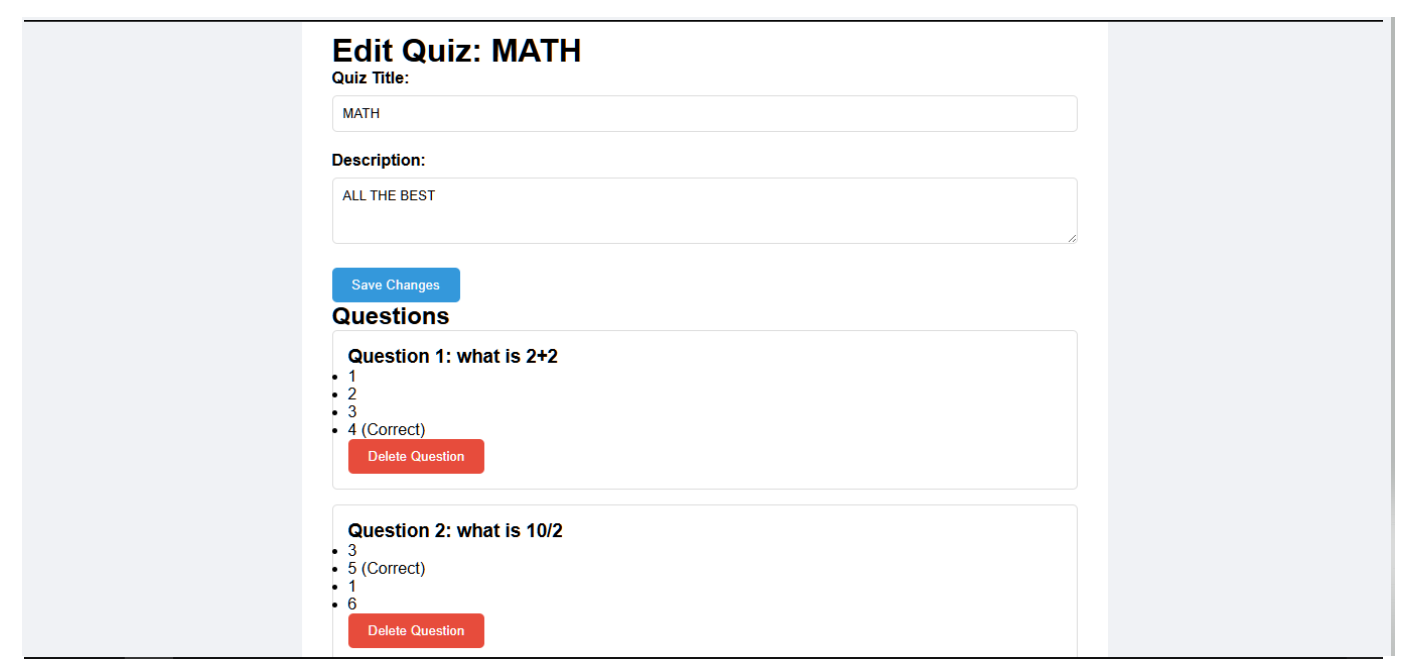 Edit Quiz: MATH
Quiz Title:
MATH
Description:
ALL THE BEST
Save Changes
Questions
Question 1: what is 2+2
1
2
3
4 (Correct)
Delete Question
Question 2: what is 10/2
3
5 (Correct)
1
6
Delete Question